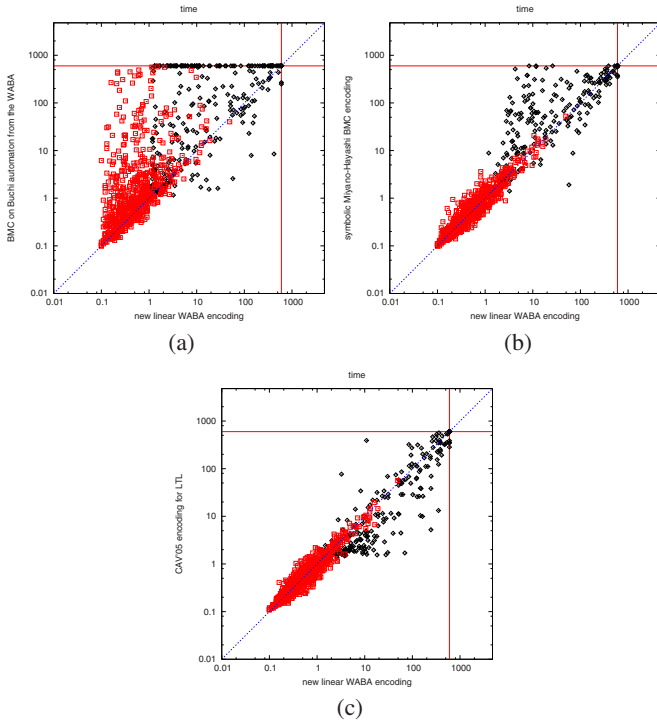 time
BMC on Buchi automaton from the WABA
1000
100
10
1
0.1
0.01
0.01 0.1 1 10 100 1000
new linear WABA encoding
(a)
time
symbolic Miyano-Hayashi BMC encoding
1000
100
10
1
0.1
0.01
0.01 0.1 1 10 100 1000
new linear WABA encoding
(b)
time
CAV'05 encoding for LTL
1000
100
10
1
0.1
0.01
0.01 0.1 1 10 100 1000
new linear WABA encoding
(c)